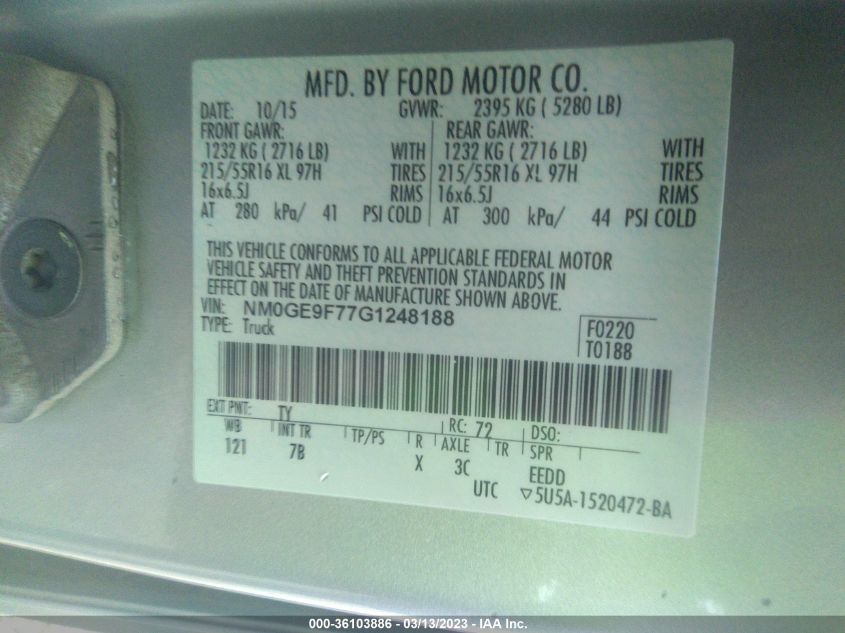 MFD. BY FORD MOTOR CO.
DATE: 10/15 GVWR: 2395 KG ( 5280 LB)
FRONT GAWR: REAR GAWR:
1232 KG ( 2716 LB) WITH 1232 KG ( 2716 LB) WITH
215/55R16 XL 97H TIRES 215/55R16 XL 97H TIRES
16x6.5J RIMS 16x6.5J RIMS
AT 280 kPa/ 41 PSI COLD AT 300 kPa/ 44 PSI COLD
THIS VEHICLE CONFORMS TO ALL APPLICABLE FEDERAL MOTOR
VEHICLE SAFETY AND THEFT PREVENTION STANDARDS IN
EFFECT ON THE DATE OF MANUFACTURE SHOWN ABOVE.
VIN: NM0GE9F77G1248188
TYPE: Truck F0220
T0188
EXT PNT: TY RC: 72 DSO:
WB INT TR TP/PS R AXLE TR SPR
121 7B X 3C EEDD
UTC ▽5U5A-1520472-BA
000-36103886 - 03/13/2023 - IAA Inc.